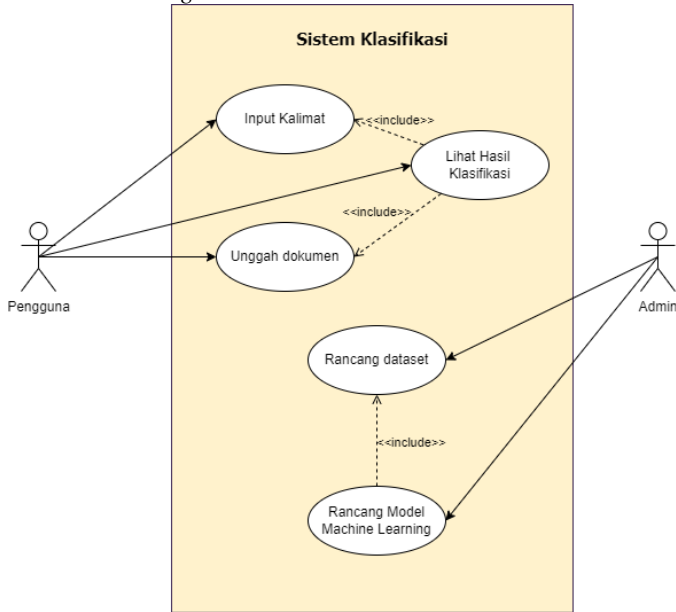 Sistem Klasifikasi
Input Kalimat
<<include>>
Lihat Hasil
Klasifikasi
<<include>>
Unggah dokumen
Pengguna
Admin
Rancang dataset
<<include>>
Rancang Model
Machine Learning